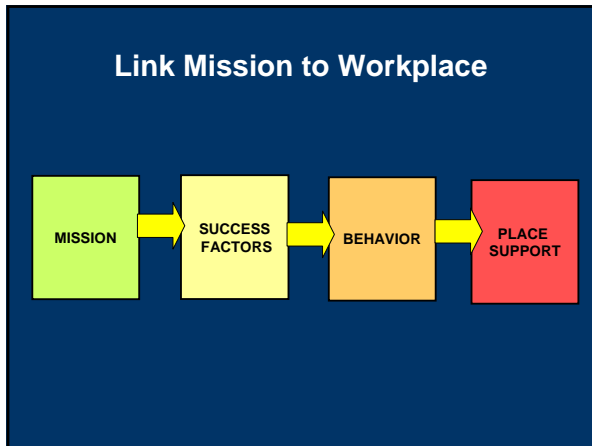 Link Mission to Workplace
MISSION
SUCCESS
FACTORS
BEHAVIOR
PLACE
SUPPORT